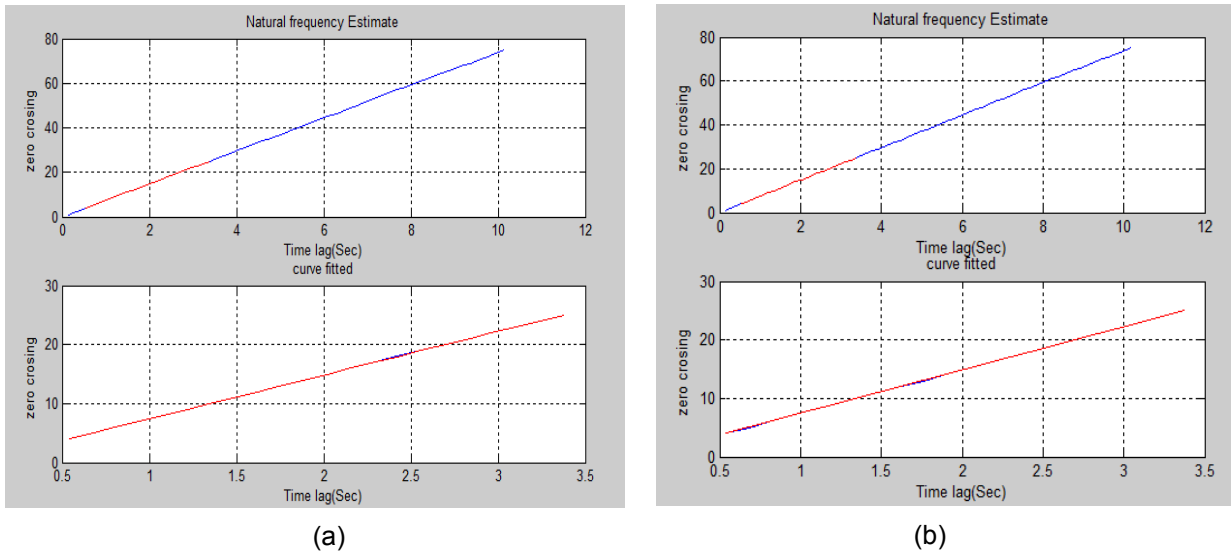 Natural frequency Estimate
80
60
40
20
0
zero crosing
0 2 4 6 8 10 12
Time lag(Sec)
curve fitted
30
20
10
0
zero crosing
0.5 1 1.5 2 2.5 3 3.5
Time lag(Sec)
(a)
Natural frequency Estimate
80
60
40
20
0
zero crosing
0 2 4 6 8 10 12
Time lag(Sec)
curve fitted
30
20
10
0
zero crosing
0.5 1 1.5 2 2.5 3 3.5
Time lag(Sec)
(b)